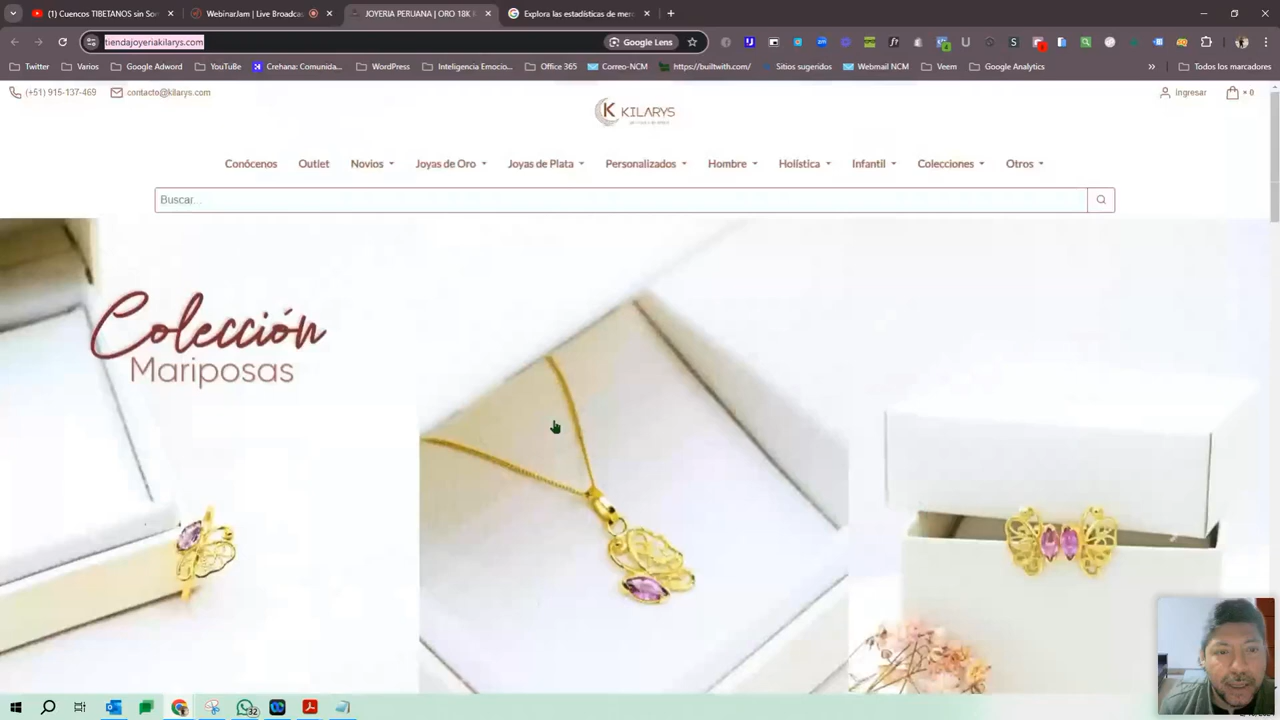 (1) Cuencos TIBETANOS sin So
WebinarJam | Live Broadcas
JOYERIA PERUANA | ORO 18K
Explora las estadísticas de mer
tiendajoyeriakilarys.com
Google Lens
Twitter
Varios
Google Adword
YouTuBe
Crehana: Comunida...
WordPress
Inteligencia Emocio...
Office 365
Correo-NCM
https://builtwith.com/
Sitios sugeridos
Webmail NCM
Veem
Google Analytics
Todos los marcadores
(+51) 915-137-469
contacto@kilarys.com
K KILARYS
Ingresar
× 0
Conócenos
Outlet
Novios
Joyas de Oro
Joyas de Plata
Personalizados
Hombre
Holística
Infantil
Colecciones
Otros
Buscar...
Colección
Mariposas
32